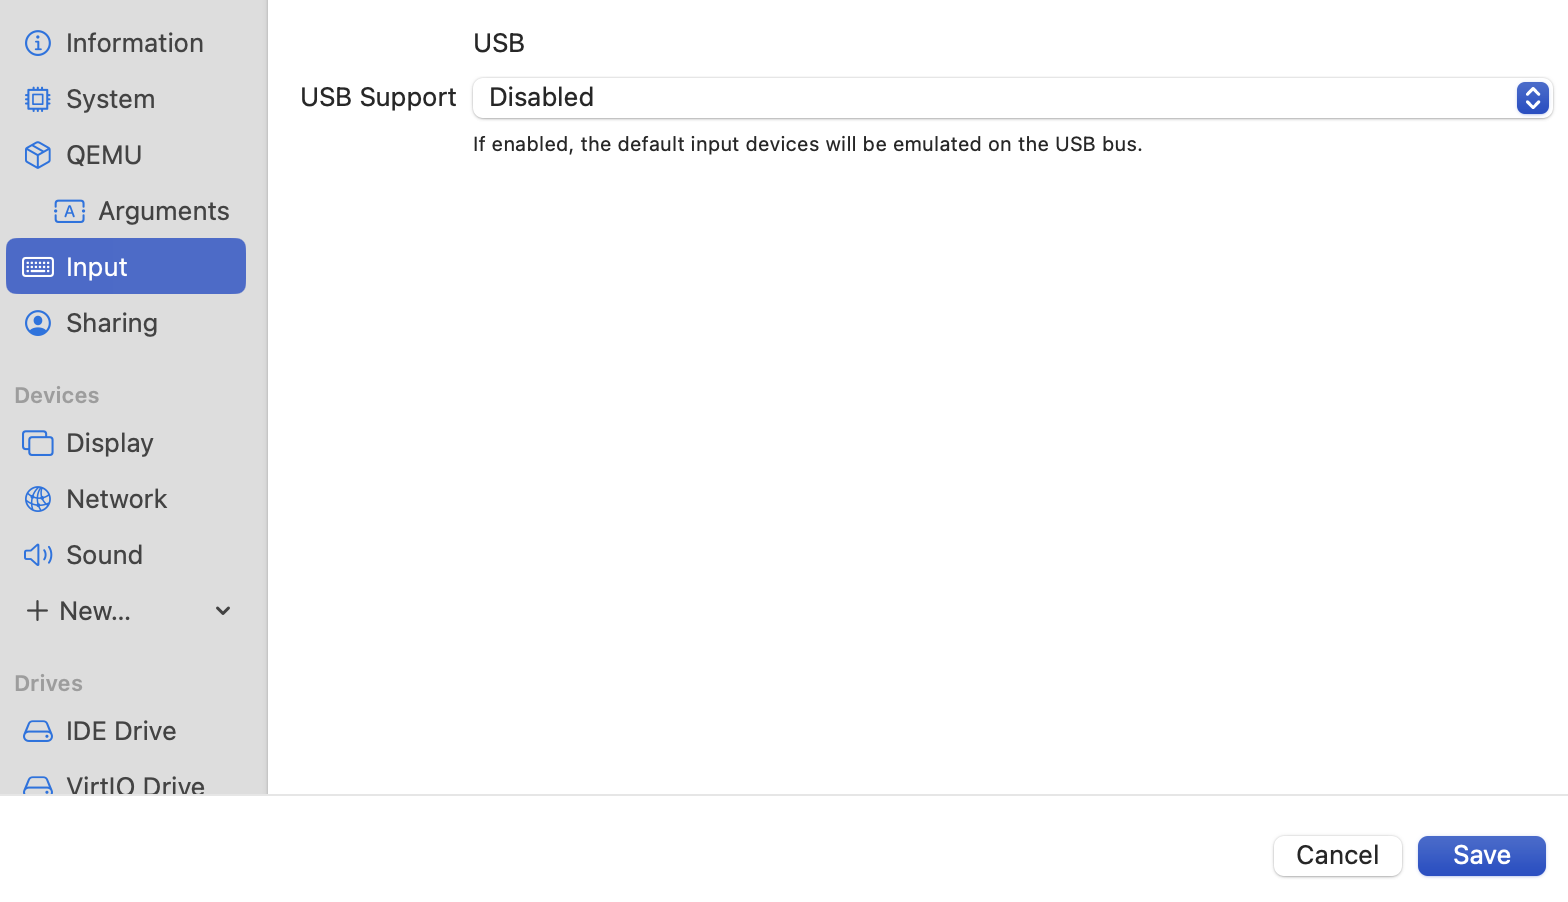 Information
System
QEMU
Arguments
Input
Sharing
Devices
Display
Network
Sound
New...
Drives
IDE Drive
VirtIO Drive
USB
USB Support Disabled
If enabled, the default input devices will be emulated on the USB bus.
Cancel Save